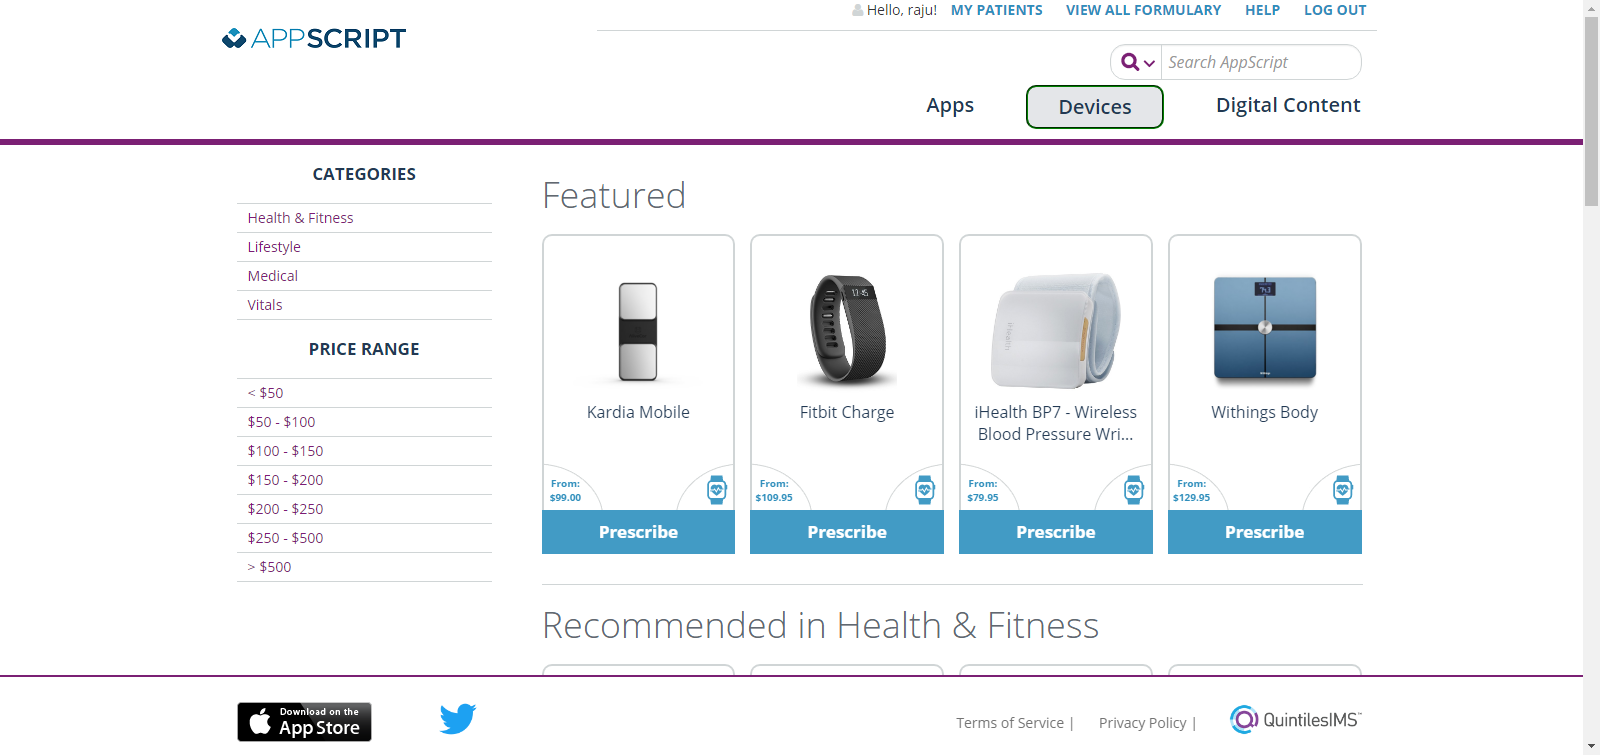 Hello, raju! MY PATIENTS VIEW ALL FORMULARY HELP LOG OUT
APPSCRIPT
Search AppScript
Apps Devices Digital Content
CATEGORIES
Health & Fitness
Lifestyle
Medical
Vitals
PRICE RANGE
< $50
$50 - $100
$100 - $150
$150 - $200
$200 - $250
$250 - $500
> $500
Featured
Kardia Mobile
From:
$99.00
Prescribe
Fitbit Charge
From:
$109.95
Prescribe
iHealth BP7 - Wireless
Blood Pressure Wri...
From:
$79.95
Prescribe
Withings Body
From:
$129.95
Prescribe
Recommended in Health & Fitness
Download on the
App Store
Terms of Service | Privacy Policy |
QuintilesIMS™